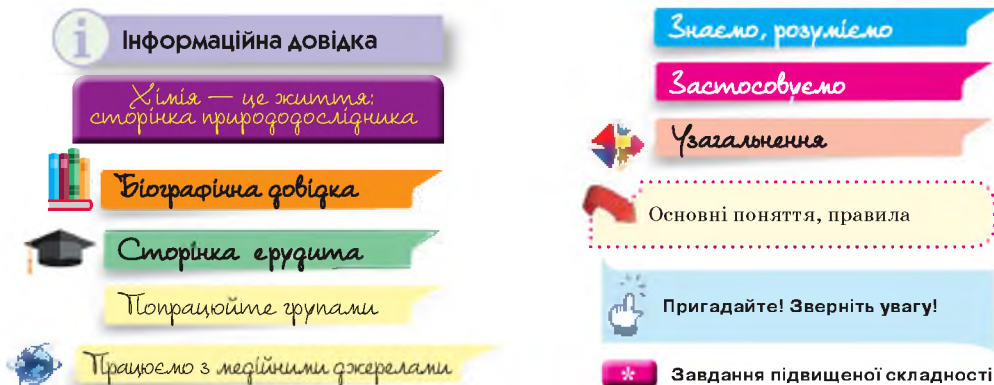 Інформаційна довідка
Хімія — це життя:
сторінка природодослідника
Біографічна довідка
Сторінка ерудита
Попрацюйте групами
Працюємо з медійними джерелами
Знаємо, розуміємо
Застосовуємо
Узагальнення
Основні поняття, правила
Пригадайте! Зверніть увагу!
* Завдання підвищеної складності